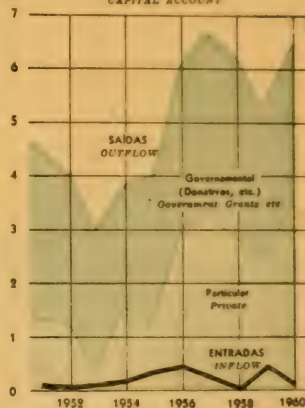 CAPITAL ACCOUNT
7
6
5
4
3
2
1
0
SAÍDAS
OUTFLOW
Governamental
(Donativos, etc.)
Government Grants etc
Particular
Private
ENTRADAS
INFLOW
1952 1954 1956 1958 1960